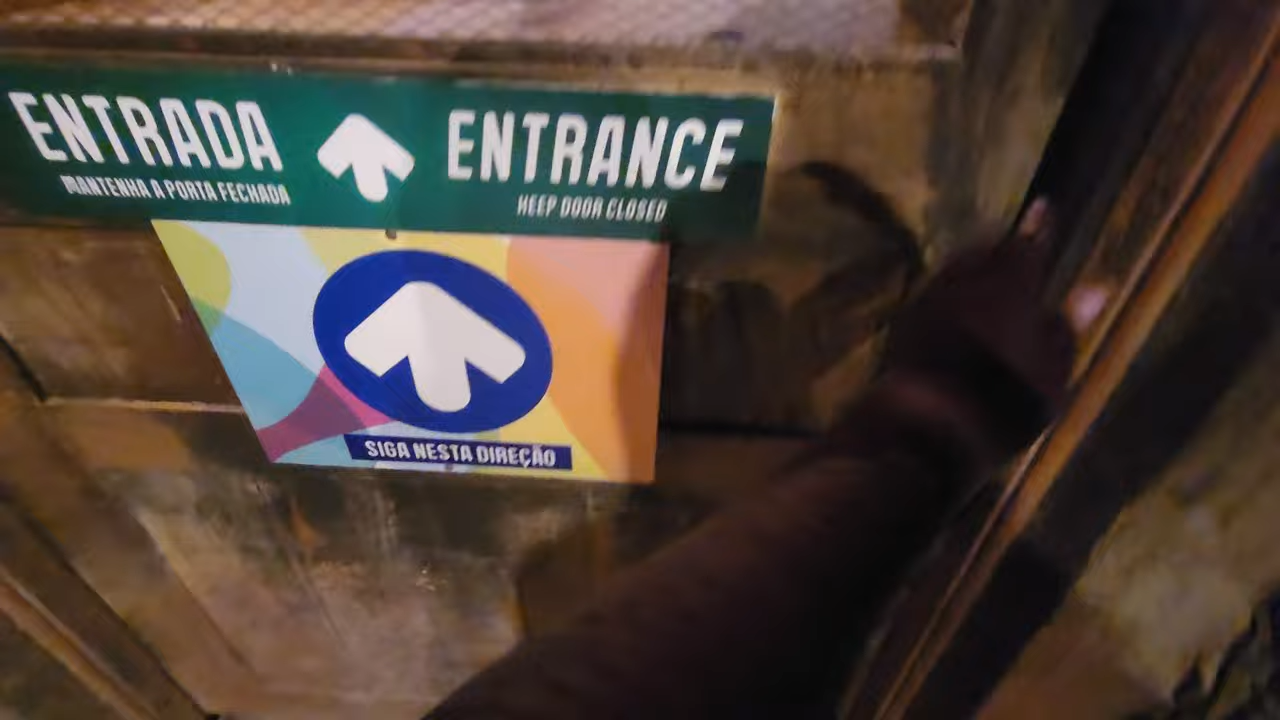 ENTRADA
MANTENHA A PORTA FECHADA
ENTRANCE
KEEP DOOR CLOSED
SIGA NESTA DIREÇÃO